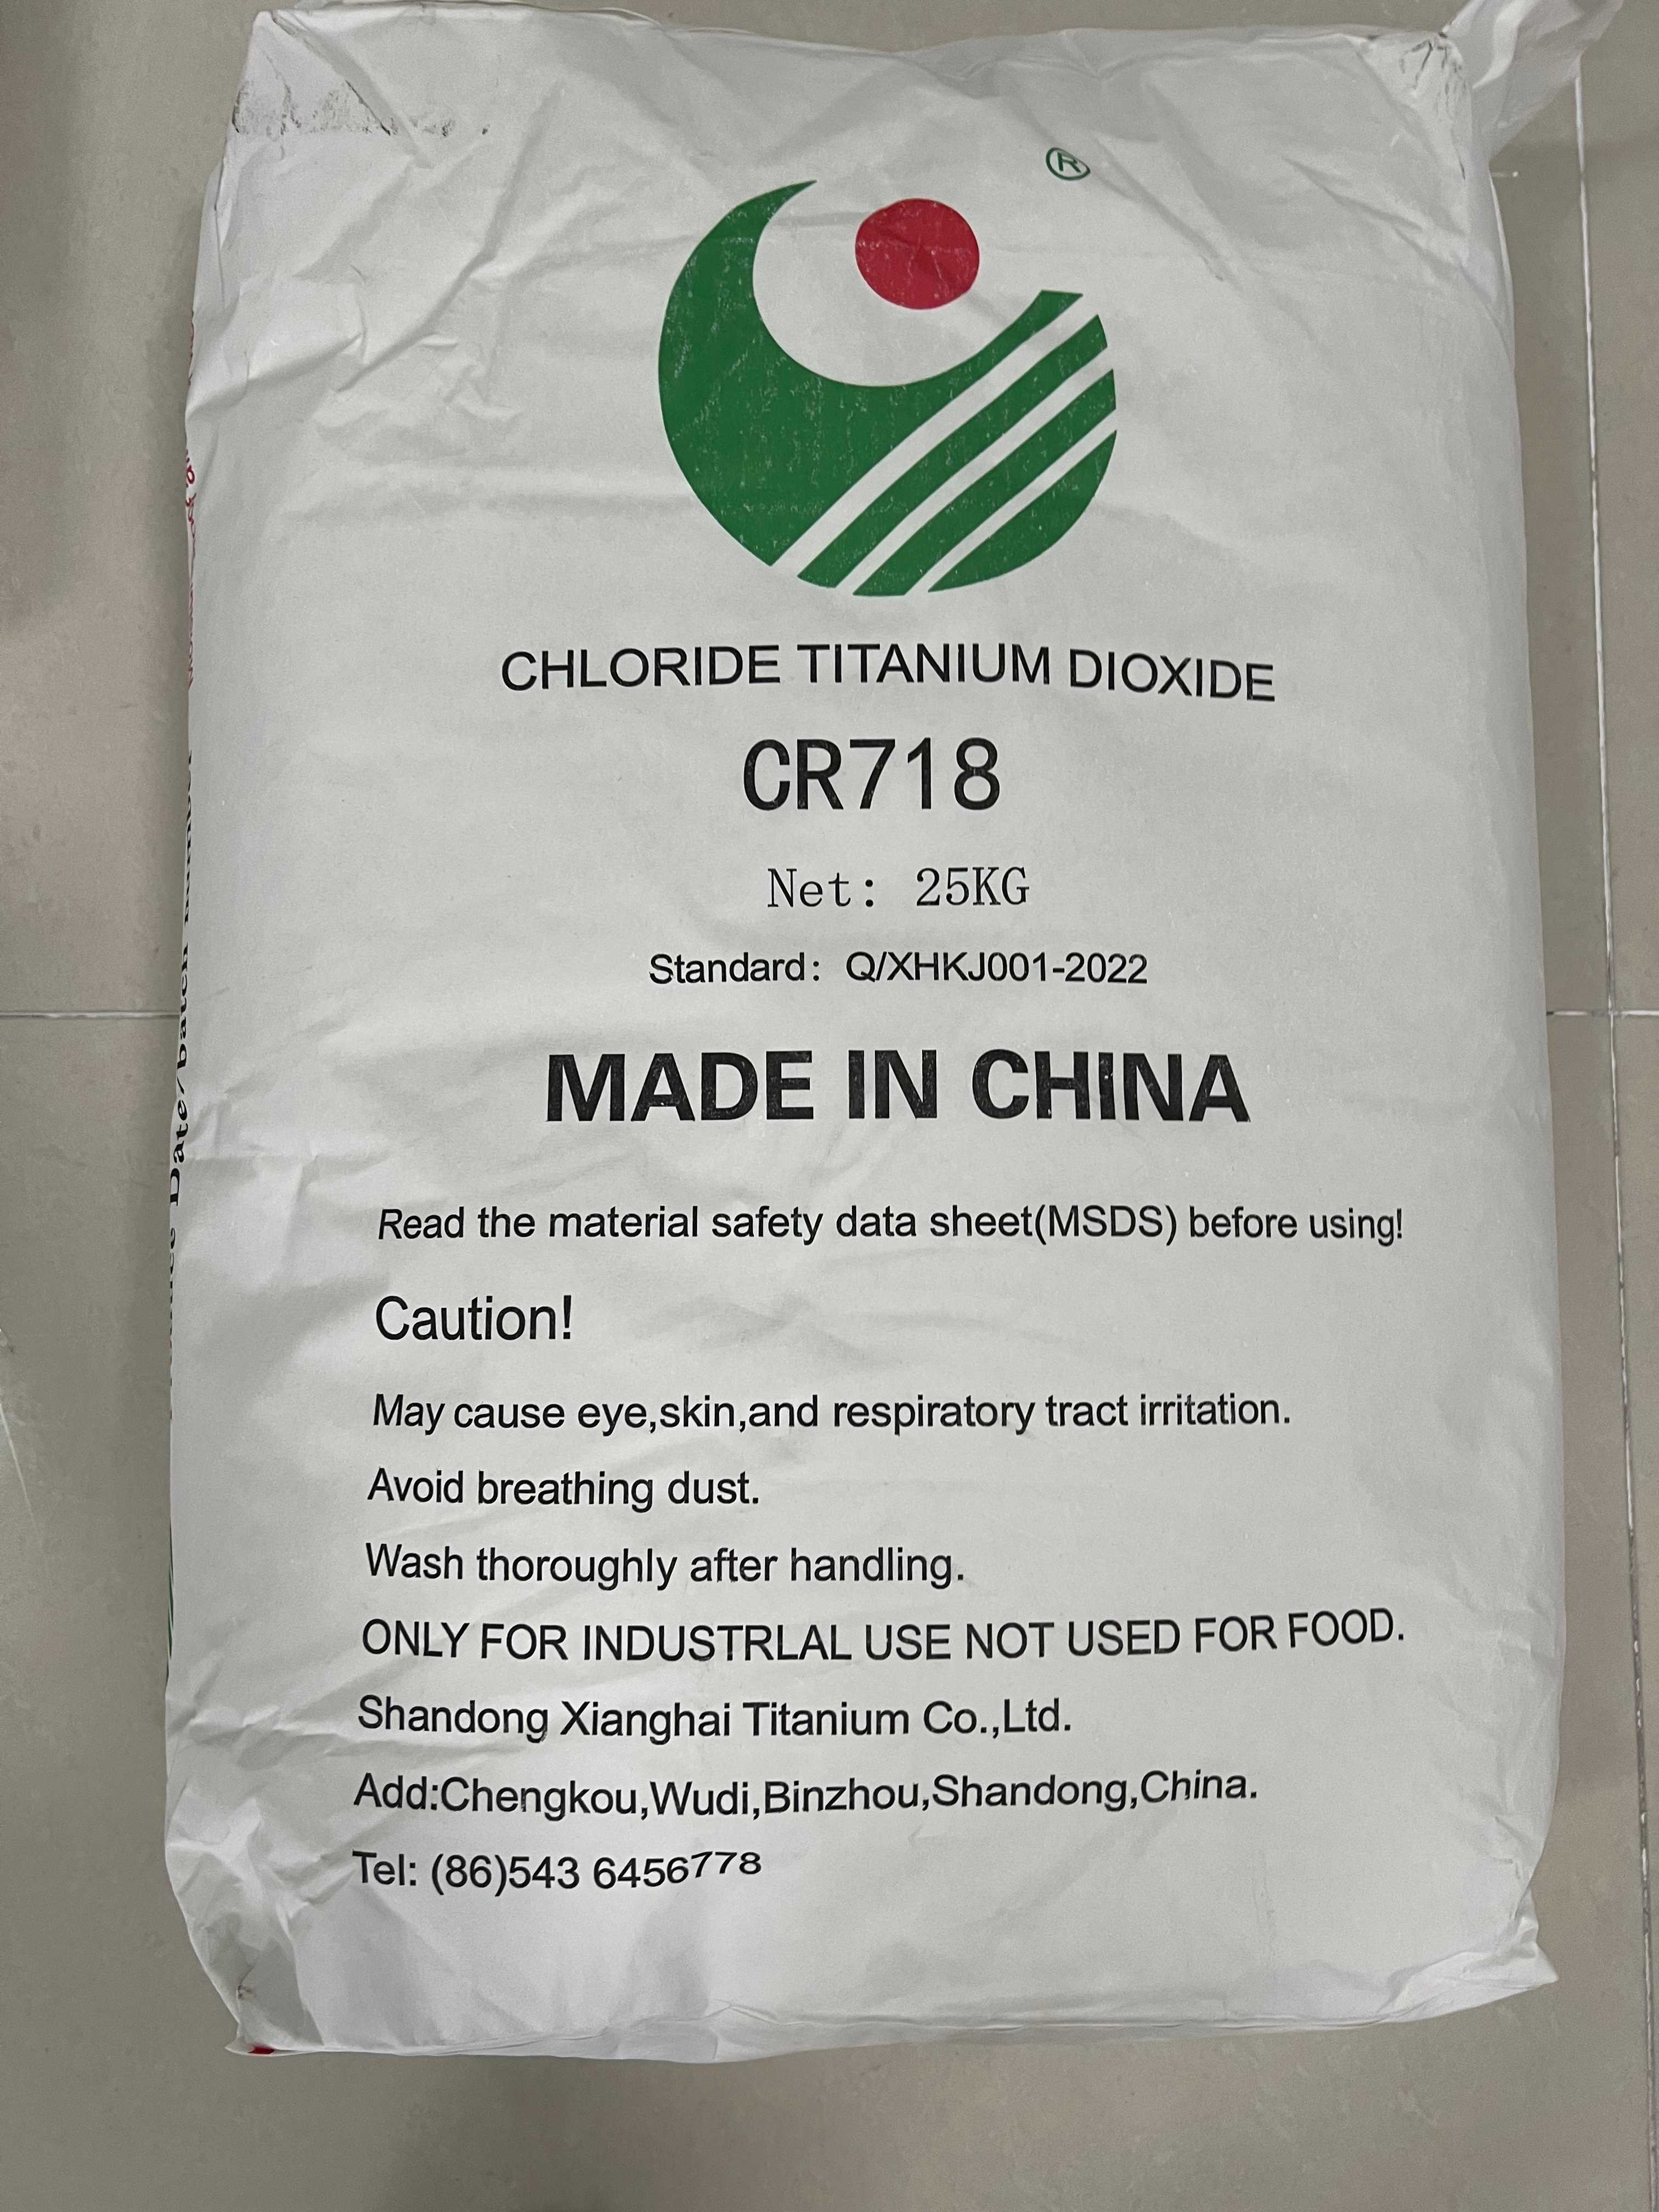 ®
CHLORIDE TITANIUM DIOXIDE
CR718
Net: 25KG
Standard: Q/XHKJ001-2022
MADE IN CHINA
Read the material safety data sheet(MSDS) before using!
Caution!
May cause eye,skin,and respiratory tract irritation.
Avoid breathing dust.
Wash thoroughly after handling.
ONLY FOR INDUSTRLAL USE NOT USED FOR FOOD.
Shandong Xianghai Titanium Co.,Ltd.
Add:Chengkou,Wudi,Binzhou,Shandong,China.
Tel: (86)543 6456778
Date/batch number